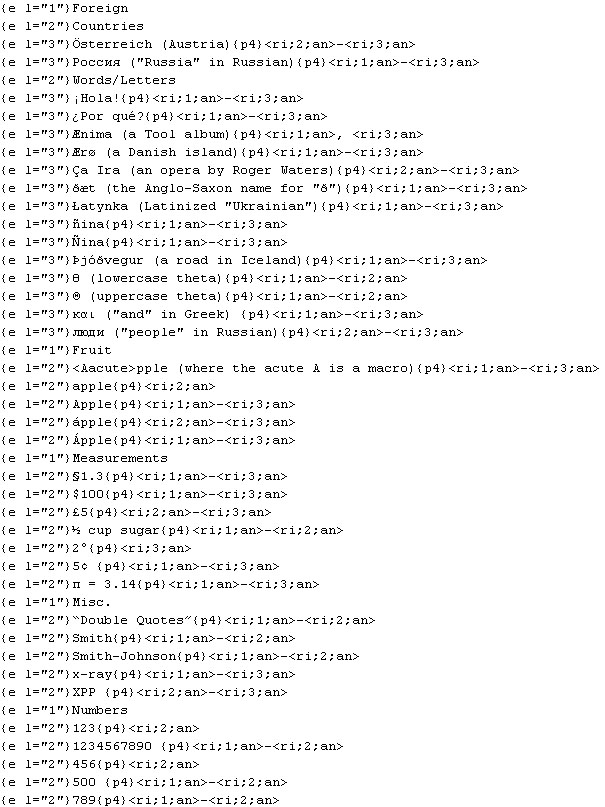 {e l="1"}Foreign
{e l="2"}Countries
{e l="3"}Österreich (Austria){p4}<ri;2;an>-<ri;3;an>
{e l="3"}Россия ("Russia" in Russian){p4}<ri;1;an>-<ri;3;an>
{e l="2"}Words/Letters
{e l="3"}¡Hola!{p4}<ri;1;an>-<ri;3;an>
{e l="3"}¿Por qué?{p4}<ri;1;an>-<ri;3;an>
{e l="3"}Ænima (a Tool album){p4}<ri;1;an>, <ri;3;an>
{e l="3"}Ærø (a Danish island){p4}<ri;1;an>-<ri;3;an>
{e l="3"}Ça Ira (an opera by Roger Waters){p4}<ri;2;an>-<ri;3;an>
{e l="3"}ðæt (the Anglo-Saxon name for "ð"){p4}<ri;1;an>-<ri;3;an>
{e l="3"}Łatynka (Latinized "Ukrainian"){p4}<ri;1;an>-<ri;3;an>
{e l="3"}ñina{p4}<ri;1;an>-<ri;3;an>
{e l="3"}Ñina{p4}<ri;1;an>-<ri;3;an>
{e l="3"}Þjóðvegur (a road in Iceland){p4}<ri;1;an>-<ri;3;an>
{e l="3"}θ (lowercase theta){p4}<ri;1;an>-<ri;2;an>
{e l="3"}Θ (uppercase theta){p4}<ri;1;an>-<ri;2;an>
{e l="3"}και ("and" in Greek) {p4}<ri;1;an>-<ri;3;an>
{e l="3"}люди ("people" in Russian){p4}<ri;2;an>-<ri;3;an>
{e l="1"}Fruit
{e l="2"}<Aacute>pple (where the acute A is a macro){p4}<ri;1;an>-<ri;3;an>
{e l="2"}apple{p4}<ri;2;an>
{e l="2"}Apple{p4}<ri;1;an>-<ri;3;an>
{e l="2"}ápple{p4}<ri;2;an>-<ri;3;an>
{e l="2"}Ápple{p4}<ri;1;an>-<ri;3;an>
{e l="1"}Measurements
{e l="2"}§1.3{p4}<ri;1;an>-<ri;3;an>
{e l="2"}$100{p4}<ri;1;an>-<ri;3;an>
{e l="2"}£5{p4}<ri;2;an>-<ri;3;an>
{e l="2"}½ cup sugar{p4}<ri;1;an>-<ri;2;an>
{e l="2"}2°{p4}<ri;3;an>
{e l="2"}5¢ {p4}<ri;1;an>-<ri;3;an>
{e l="2"}π = 3.14{p4}<ri;1;an>-<ri;3;an>
{e l="1"}Misc.
{e l="2"}“Double Quotes”{p4}<ri;1;an>-<ri;2;an>
{e l="2"}Smith{p4}<ri;1;an>-<ri;2;an>
{e l="2"}Smith-Johnson{p4}<ri;1;an>-<ri;2;an>
{e l="2"}x-ray{p4}<ri;1;an>-<ri;3;an>
{e l="2"}XPP {p4}<ri;2;an>-<ri;3;an>
{e l="1"}Numbers
{e l="2"}123{p4}<ri;2;an>
{e l="2"}1234567890 {p4}<ri;1;an>-<ri;2;an>
{e l="2"}456{p4}<ri;2;an>
{e l="2"}500 {p4}<ri;1;an>-<ri;2;an>
{e l="2"}789{p4}<ri;1;an>-<ri;2;an>